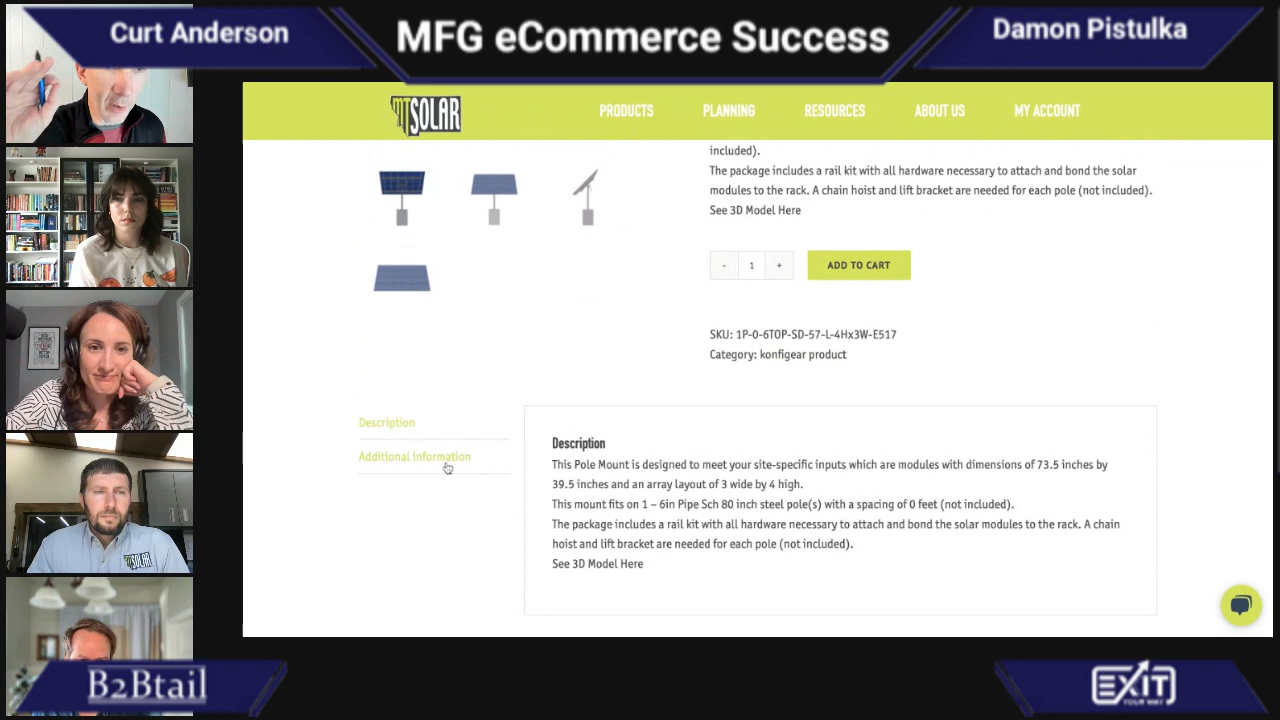 Curt Anderson
MFG eCommerce Success
Damon Pistulka
MTSOLAR
PRODUCTS
PLANNING
RESOURCES
ABOUT US
MY ACCOUNT
included).
The package includes a rail kit with all hardware necessary to attach and bond the solar
modules to the rack. A chain hoist and lift bracket are needed for each pole (not included).
See 3D Model Here
- 1 +
ADD TO CART
SKU: 1P-0-6TOP-SD-57-L-4Hx3W-E517
Category: konfigear product
Description
Additional information
Description
This Pole Mount is designed to meet your site-specific inputs which are modules with dimensions of 73.5 inches by
39.5 inches and an array layout of 3 wide by 4 high.
This mount fits on 1 – 6in Pipe Sch 80 inch steel pole(s) with a spacing of 0 feet (not included).
The package includes a rail kit with all hardware necessary to attach and bond the solar modules to the rack. A chain
hoist and lift bracket are needed for each pole (not included).
See 3D Model Here
MTSOLAR
B2Btail
EXIT
YOUR WAY